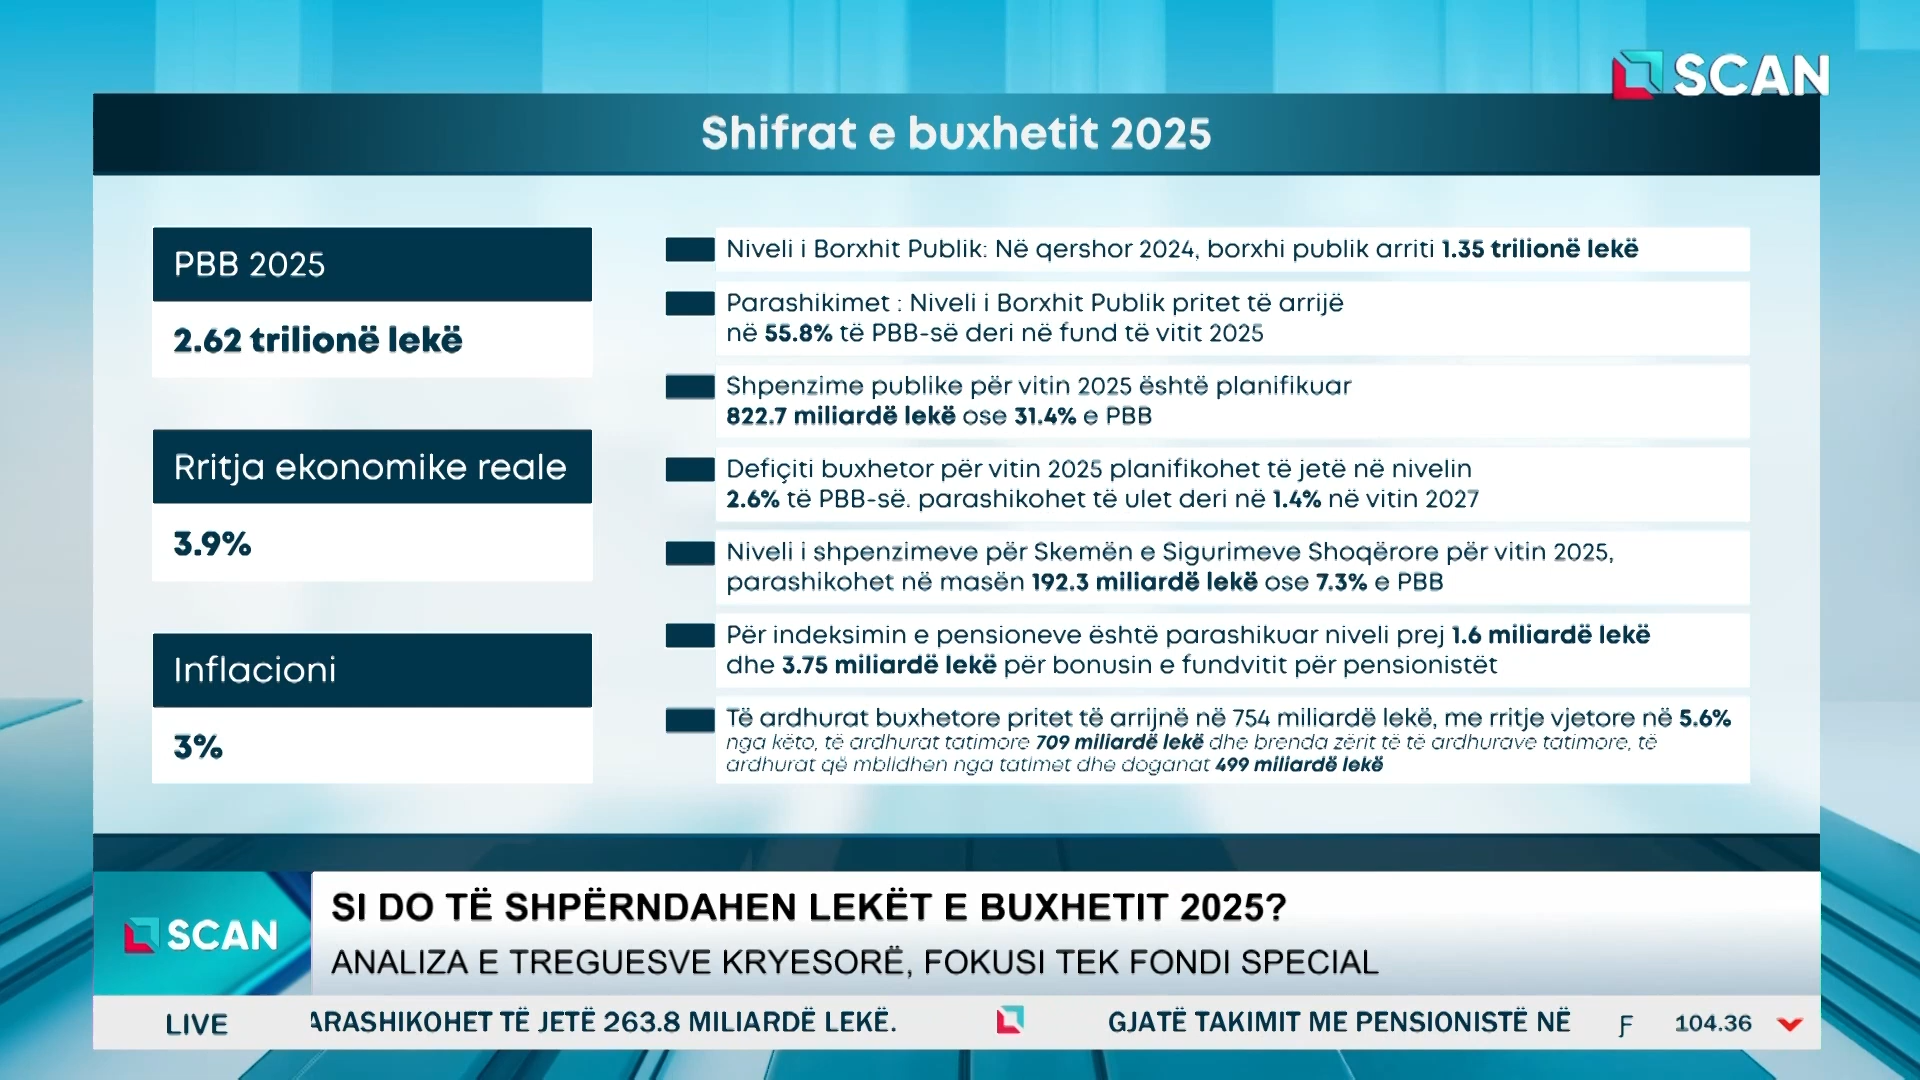 SCAN
Shifrat e buxhetit 2025
PBB 2025
2.62 trilionë lekë
Rritja ekonomike reale
3.9%
Inflacioni
3%
Niveli i Borxhit Publik: Në qershor 2024, borxhi publik arriti 1.35 trilionë lekë
Parashikimet : Niveli i Borxhit Publik pritet të arrijë
në 55.8% të PBB-së deri në fund të vitit 2025
Shpenzime publike për vitin 2025 është planifikuar
822.7 miliardë lekë ose 31.4% e PBB
Defiçiti buxhetor për vitin 2025 planifikohet të jetë në nivelin
2.6% të PBB-së. parashikohet të ulet deri në 1.4% në vitin 2027
Niveli i shpenzimeve për Skemën e Sigurimeve Shoqërore për vitin 2025,
parashikohet në masën 192.3 miliardë lekë ose 7.3% e PBB
Për indeksimin e pensioneve është parashikuar niveli prej 1.6 miliardë lekë
dhe 3.75 miliardë lekë për bonusin e fundvitit për pensionistët
Të ardhurat buxhetore pritet të arrijnë në 754 miliardë lekë, me rritje vjetore në 5.6%
nga këto, të ardhurat tatimore 709 miliardë lekë dhe brenda zërit të të ardhurave tatimore, të
ardhurat që mblidhen nga tatimet dhe doganat 499 miliardë lekë
SCAN
SI DO TË SHPËRNDAHEN LEKËT E BUXHETIT 2025?
ANALIZA E TREGUESVE KRYESORË, FOKUSI TEK FONDI SPECIAL
LIVE
ARASHIKOHET TË JETË 263.8 MILIARDË LEKË.
GJATË TAKIMIT ME PENSIONISTË NË
₣ 104.36